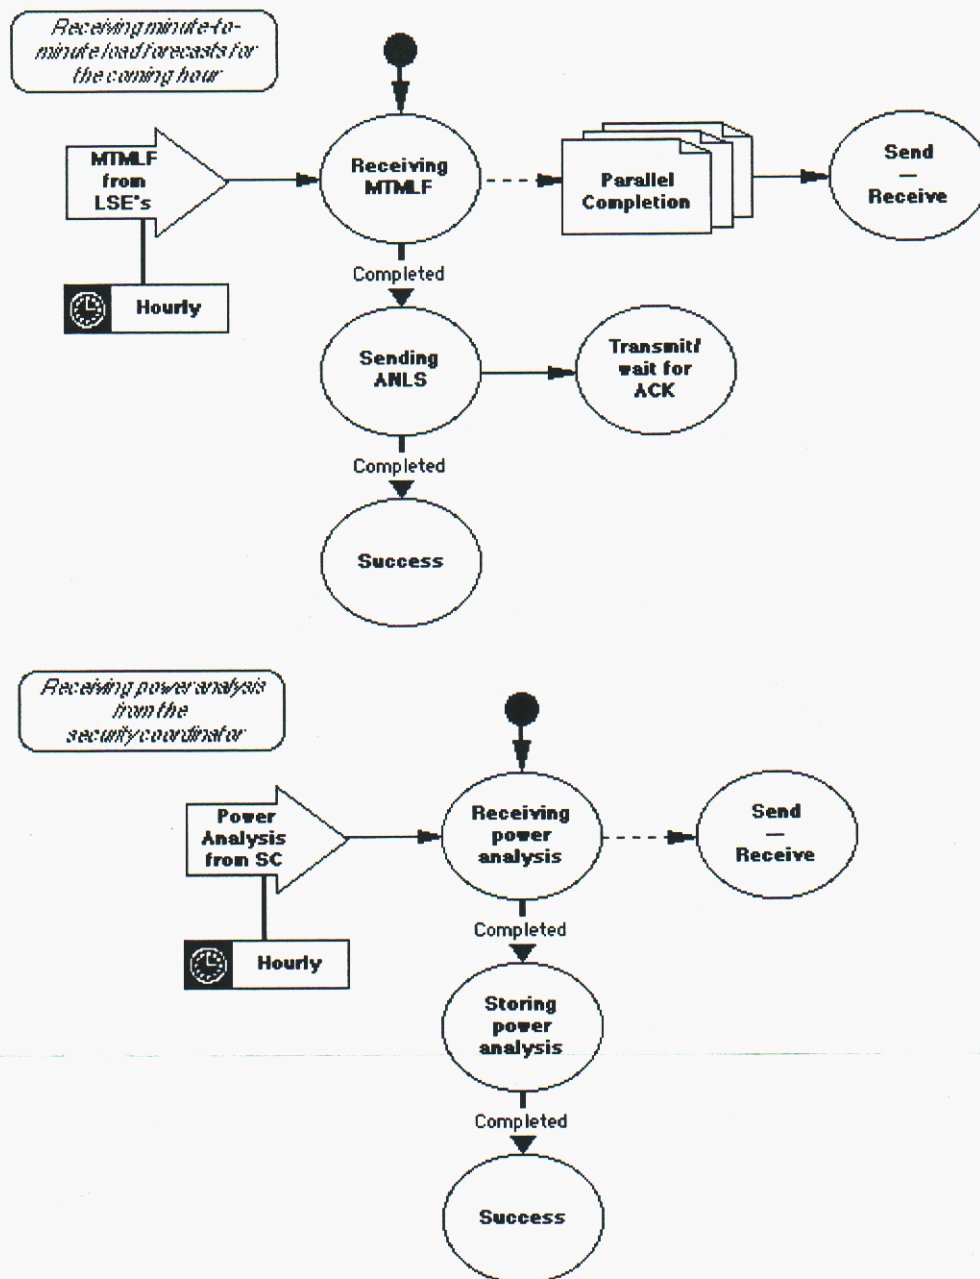 Receiving minute-to-
minute load forecasts for
the coming hour
MTMLF
from
LSE's
Hourly
Receiving
MTMLF
Parallel
Completion
Send
—
Receive
Completed
Sending
ANLS
Transmit/
wait for
ACK
Completed
Success
Receiving power analysis
from the
security coordinator
Power
Analysis
from SC
Hourly
Receiving
power
analysis
Send
—
Receive
Completed
Storing
power
analysis
Completed
Success